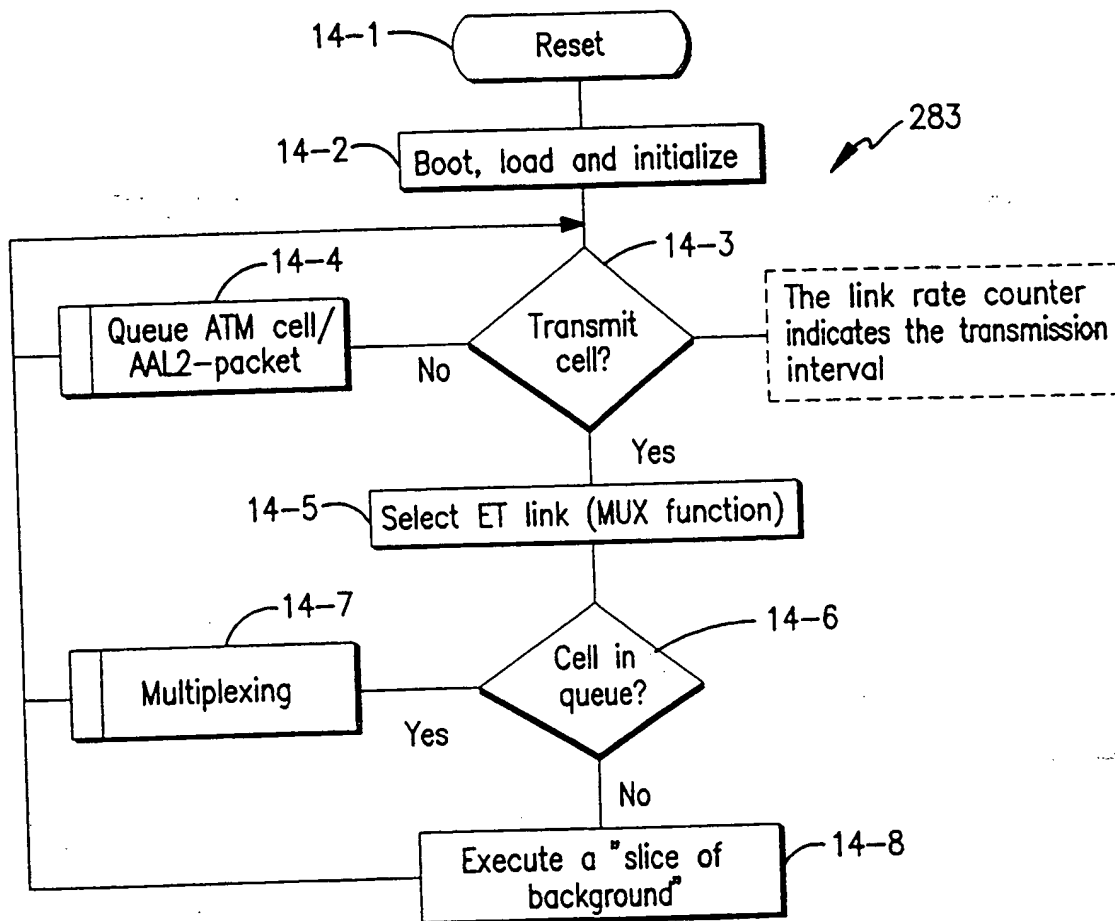 14-1
Reset
283
14-2
Boot, load and initialize
14-3
14-4
Queue ATM cell/
AAL2-packet
No
Transmit
cell?
The link rate counter
indicates the transmission
interval
Yes
14-5
Select ET link (MUX function)
14-7
14-6
Multiplexing
Yes
Cell in
queue?
No
Execute a "slice of
background"
14-8